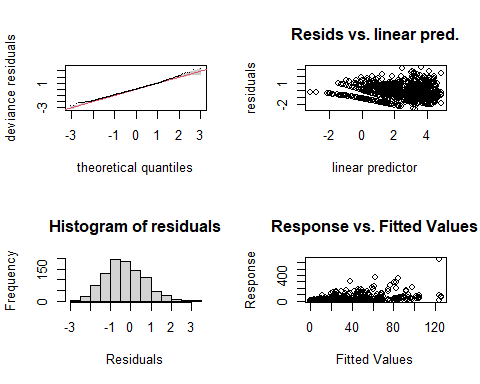 deviance residuals
-3 1
-3 -1 0 1 2 3
theoretical quantiles
Resids vs. linear pred.
residuals
-2 1
-2 0 2 4
linear predictor
Histogram of residuals
Frequency
0 150
-3 -1 0 1 2 3
Residuals
Response vs. Fitted Values
Response
0 400
0 40 60 80 120
Fitted Values